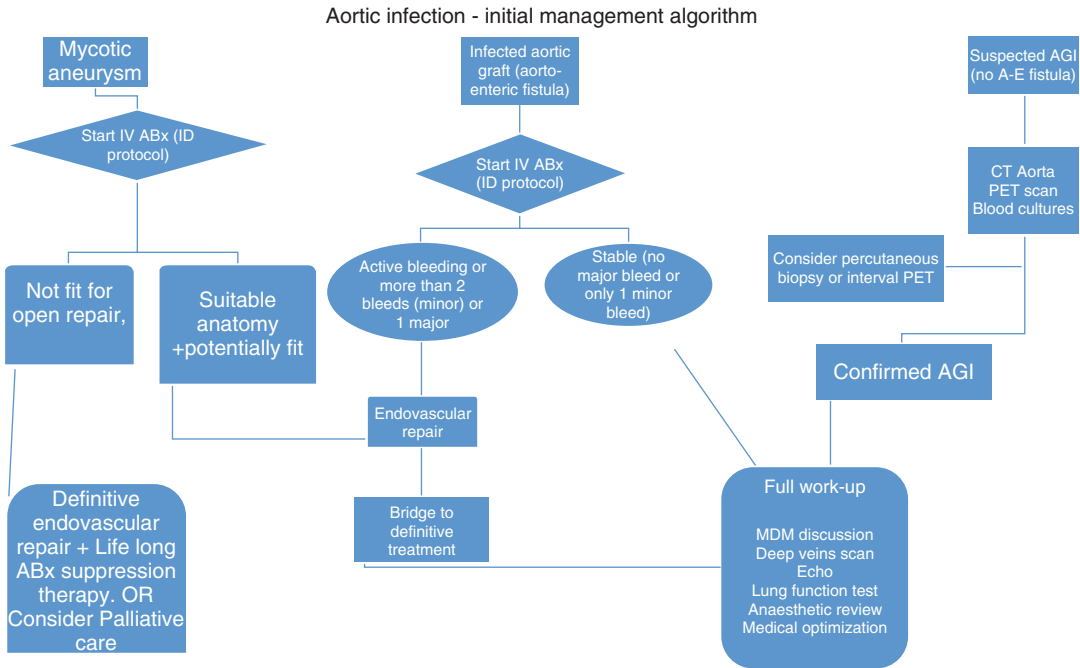 Aortic infection - initial management algorithm
Mycotic
aneurysm
Start IV ABx (ID
protocol)
Not fit for
open repair,
Suitable
anatomy
+potentially fit
Definitive
endovascular
repair + Life long
ABx suppression
therapy. OR
Consider Palliative
care
Infected aortic
graft (aorto-
enteric fistula)
Start IV ABx
(ID protocol)
Active bleeding or
more than 2
bleeds (minor) or
1 major
Stable (no
major bleed or
only 1 minor
bleed)
Endovascular
repair
Bridge to
definitive
treatment
Suspected AGI
(no A-E fistula)
CT Aorta
PET scan
Blood cultures
Consider percutaneous
biopsy or interval PET
Confirmed AGI
Full work-up
MDM discussion
Deep veins scan
Echo
Lung function test
Anaesthetic review
Medical optimization